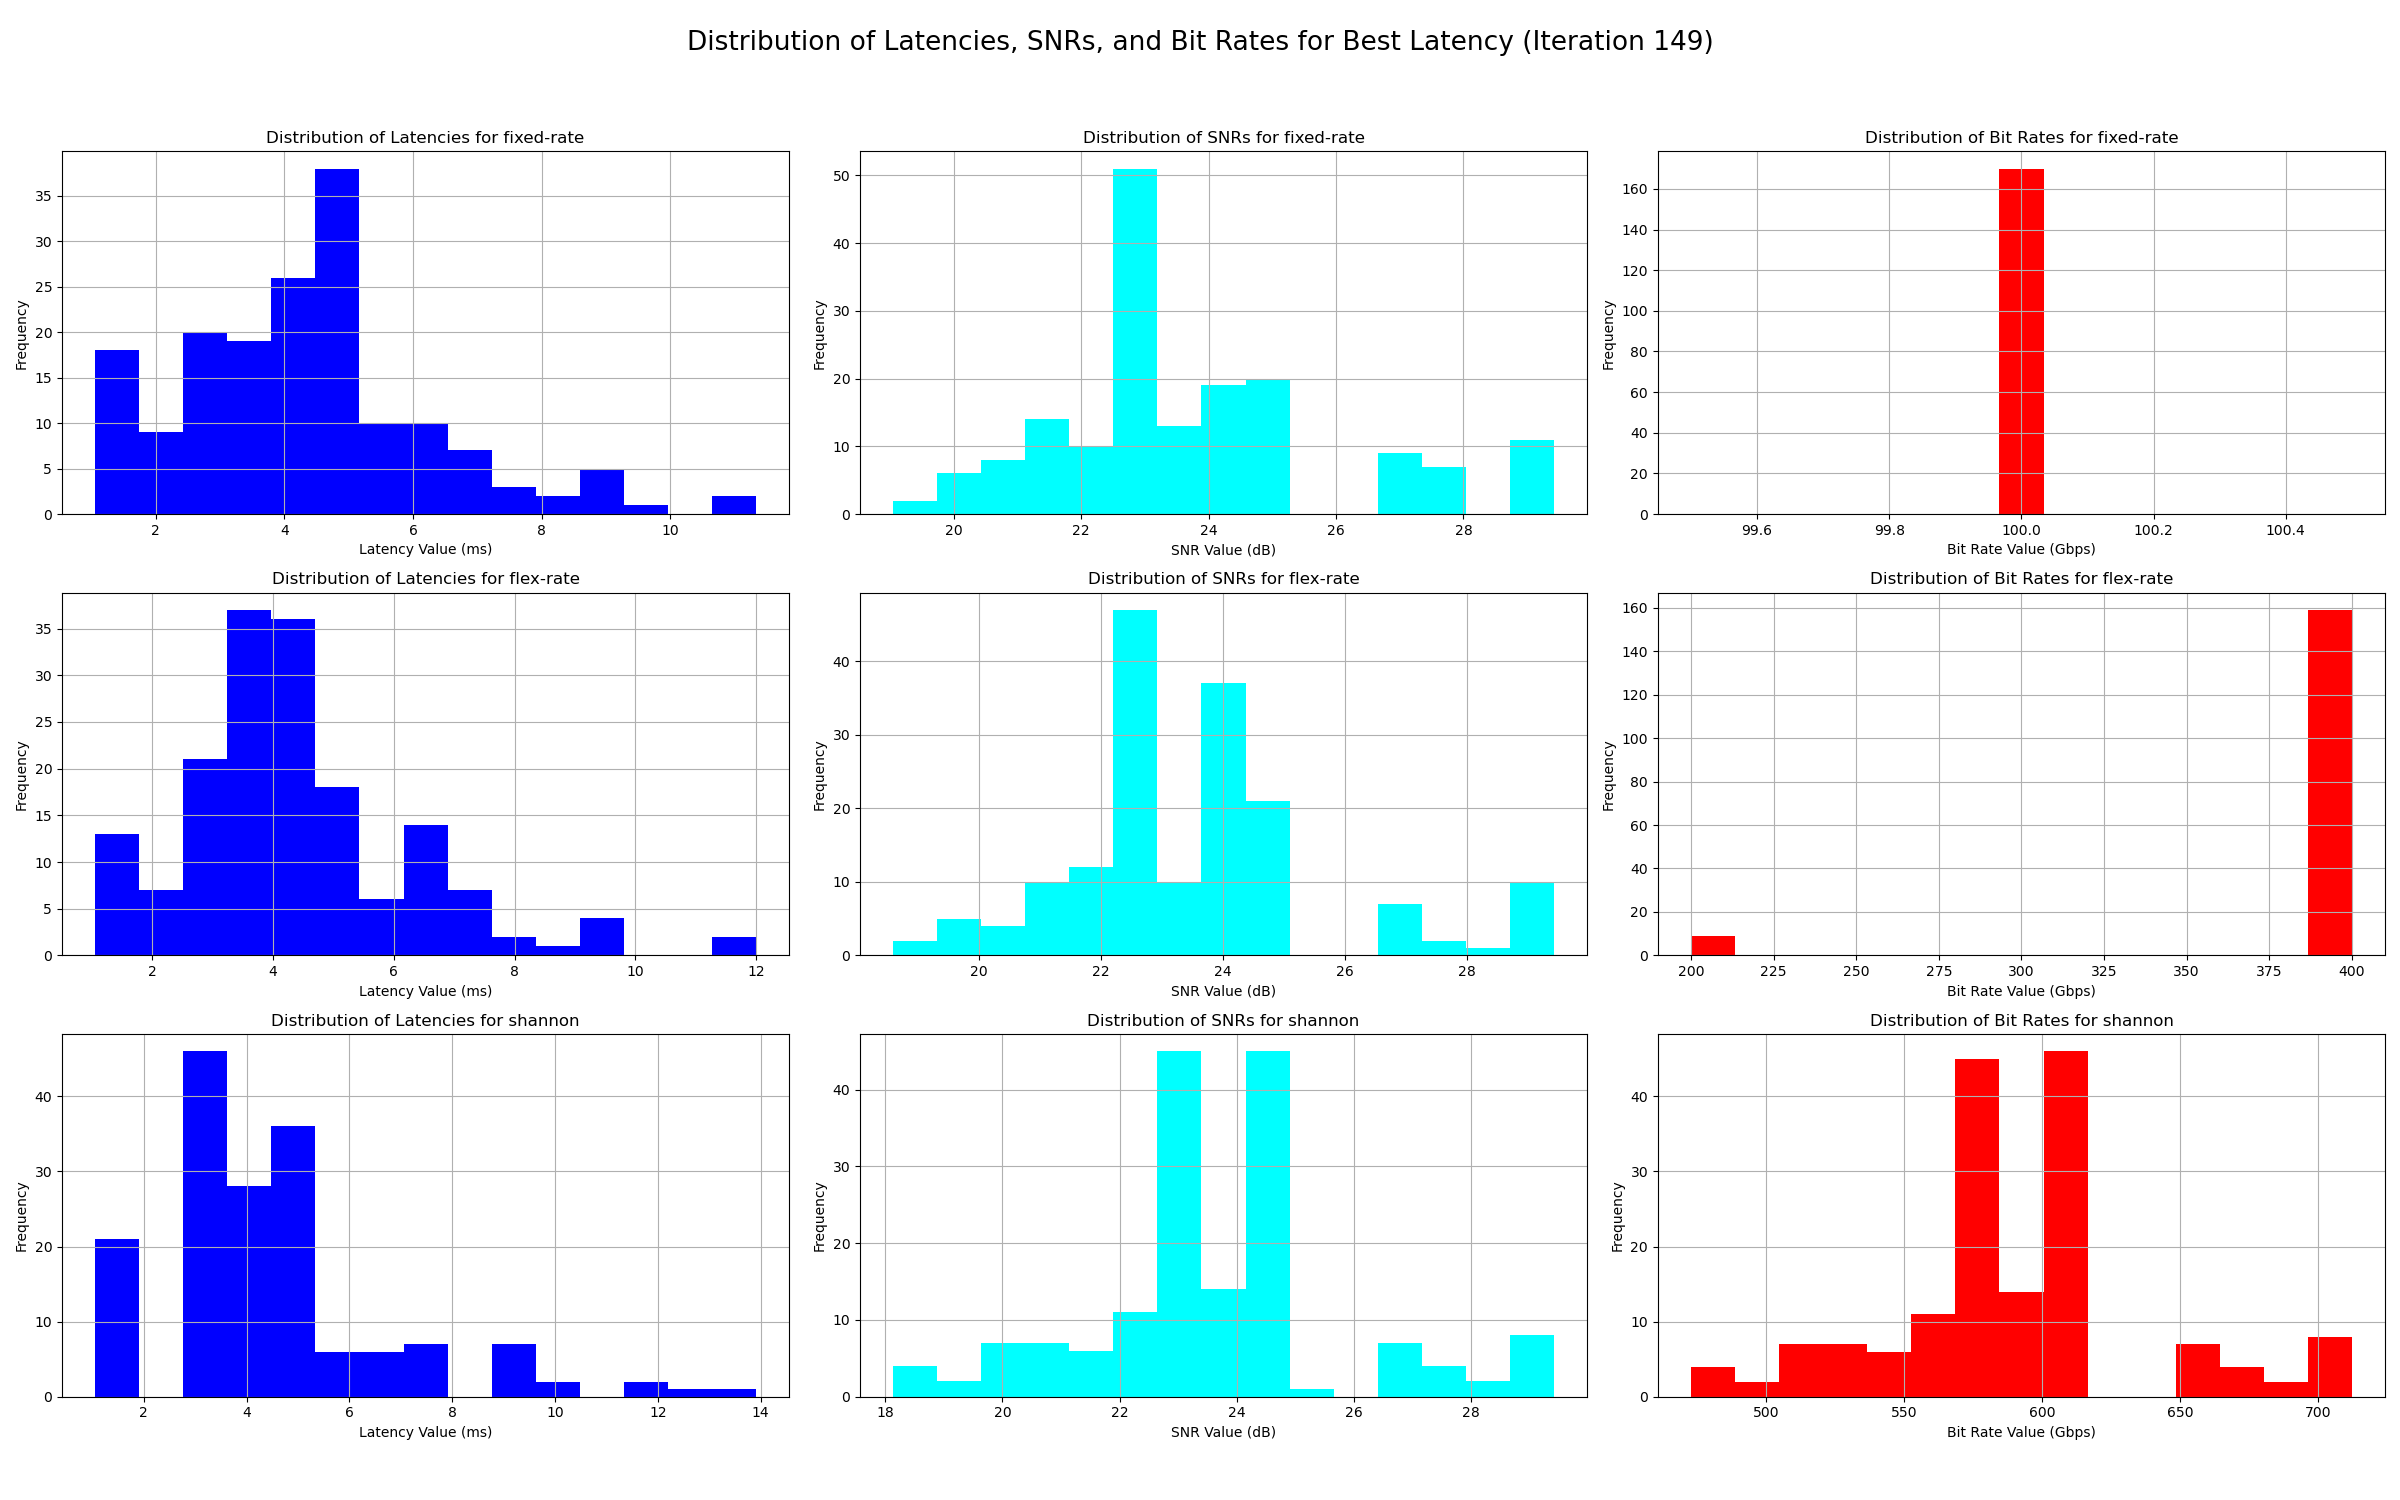 Distribution of Latencies, SNRs, and Bit Rates for Best Latency (Iteration 149)
Distribution of Latencies for fixed-rate
Frequency
35
30
25
20
15
10
5
0
2 4 6 8 10
Latency Value (ms)
Distribution of SNRs for fixed-rate
Frequency
50
40
30
20
10
0
20 22 24 26 28
SNR Value (dB)
Distribution of Bit Rates for fixed-rate
Frequency
160
140
120
100
80
60
40
20
0
99.6 99.8 100.0 100.2 100.4
Bit Rate Value (Gbps)
Distribution of Latencies for flex-rate
Frequency
35
30
25
20
15
10
5
0
2 4 6 8 10 12
Latency Value (ms)
Distribution of SNRs for flex-rate
Frequency
40
30
20
10
0
20 22 24 26 28
SNR Value (dB)
Distribution of Bit Rates for flex-rate
Frequency
160
140
120
100
80
60
40
20
0
200 225 250 275 300 325 350 375 400
Bit Rate Value (Gbps)
Distribution of Latencies for shannon
Frequency
40
30
20
10
0
2 4 6 8 10 12 14
Latency Value (ms)
Distribution of SNRs for shannon
Frequency
40
30
20
10
0
18 20 22 24 26 28
SNR Value (dB)
Distribution of Bit Rates for shannon
Frequency
40
30
20
10
0
500 550 600 650 700
Bit Rate Value (Gbps)